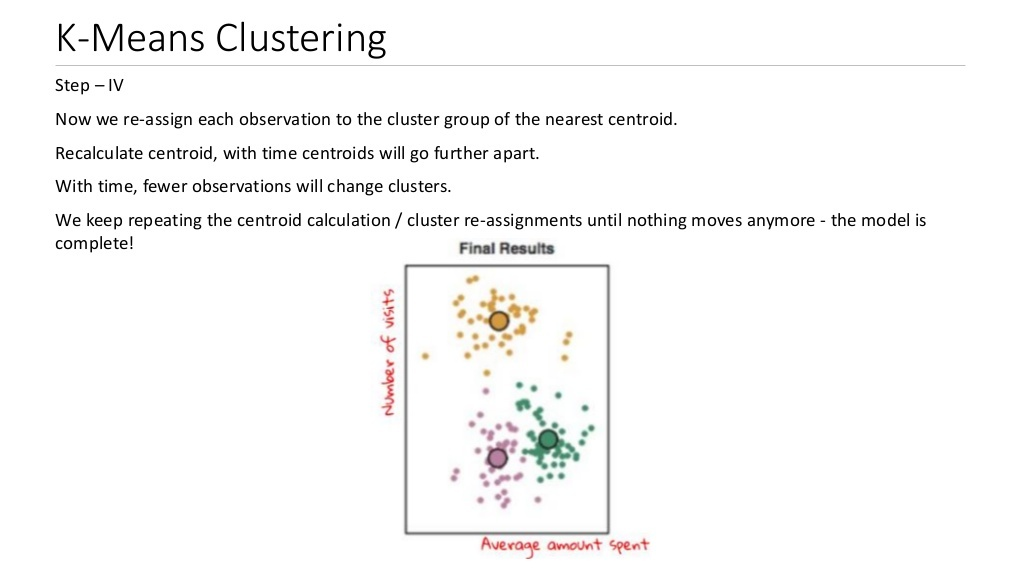 K-Means Clustering
Step – IV
Now we re-assign each observation to the cluster group of the nearest centroid.
Recalculate centroid, with time centroids will go further apart.
With time, fewer observations will change clusters.
We keep repeating the centroid calculation / cluster re-assignments until nothing moves anymore - the model is
complete!
Final Results
Number of visits
Average amount spent